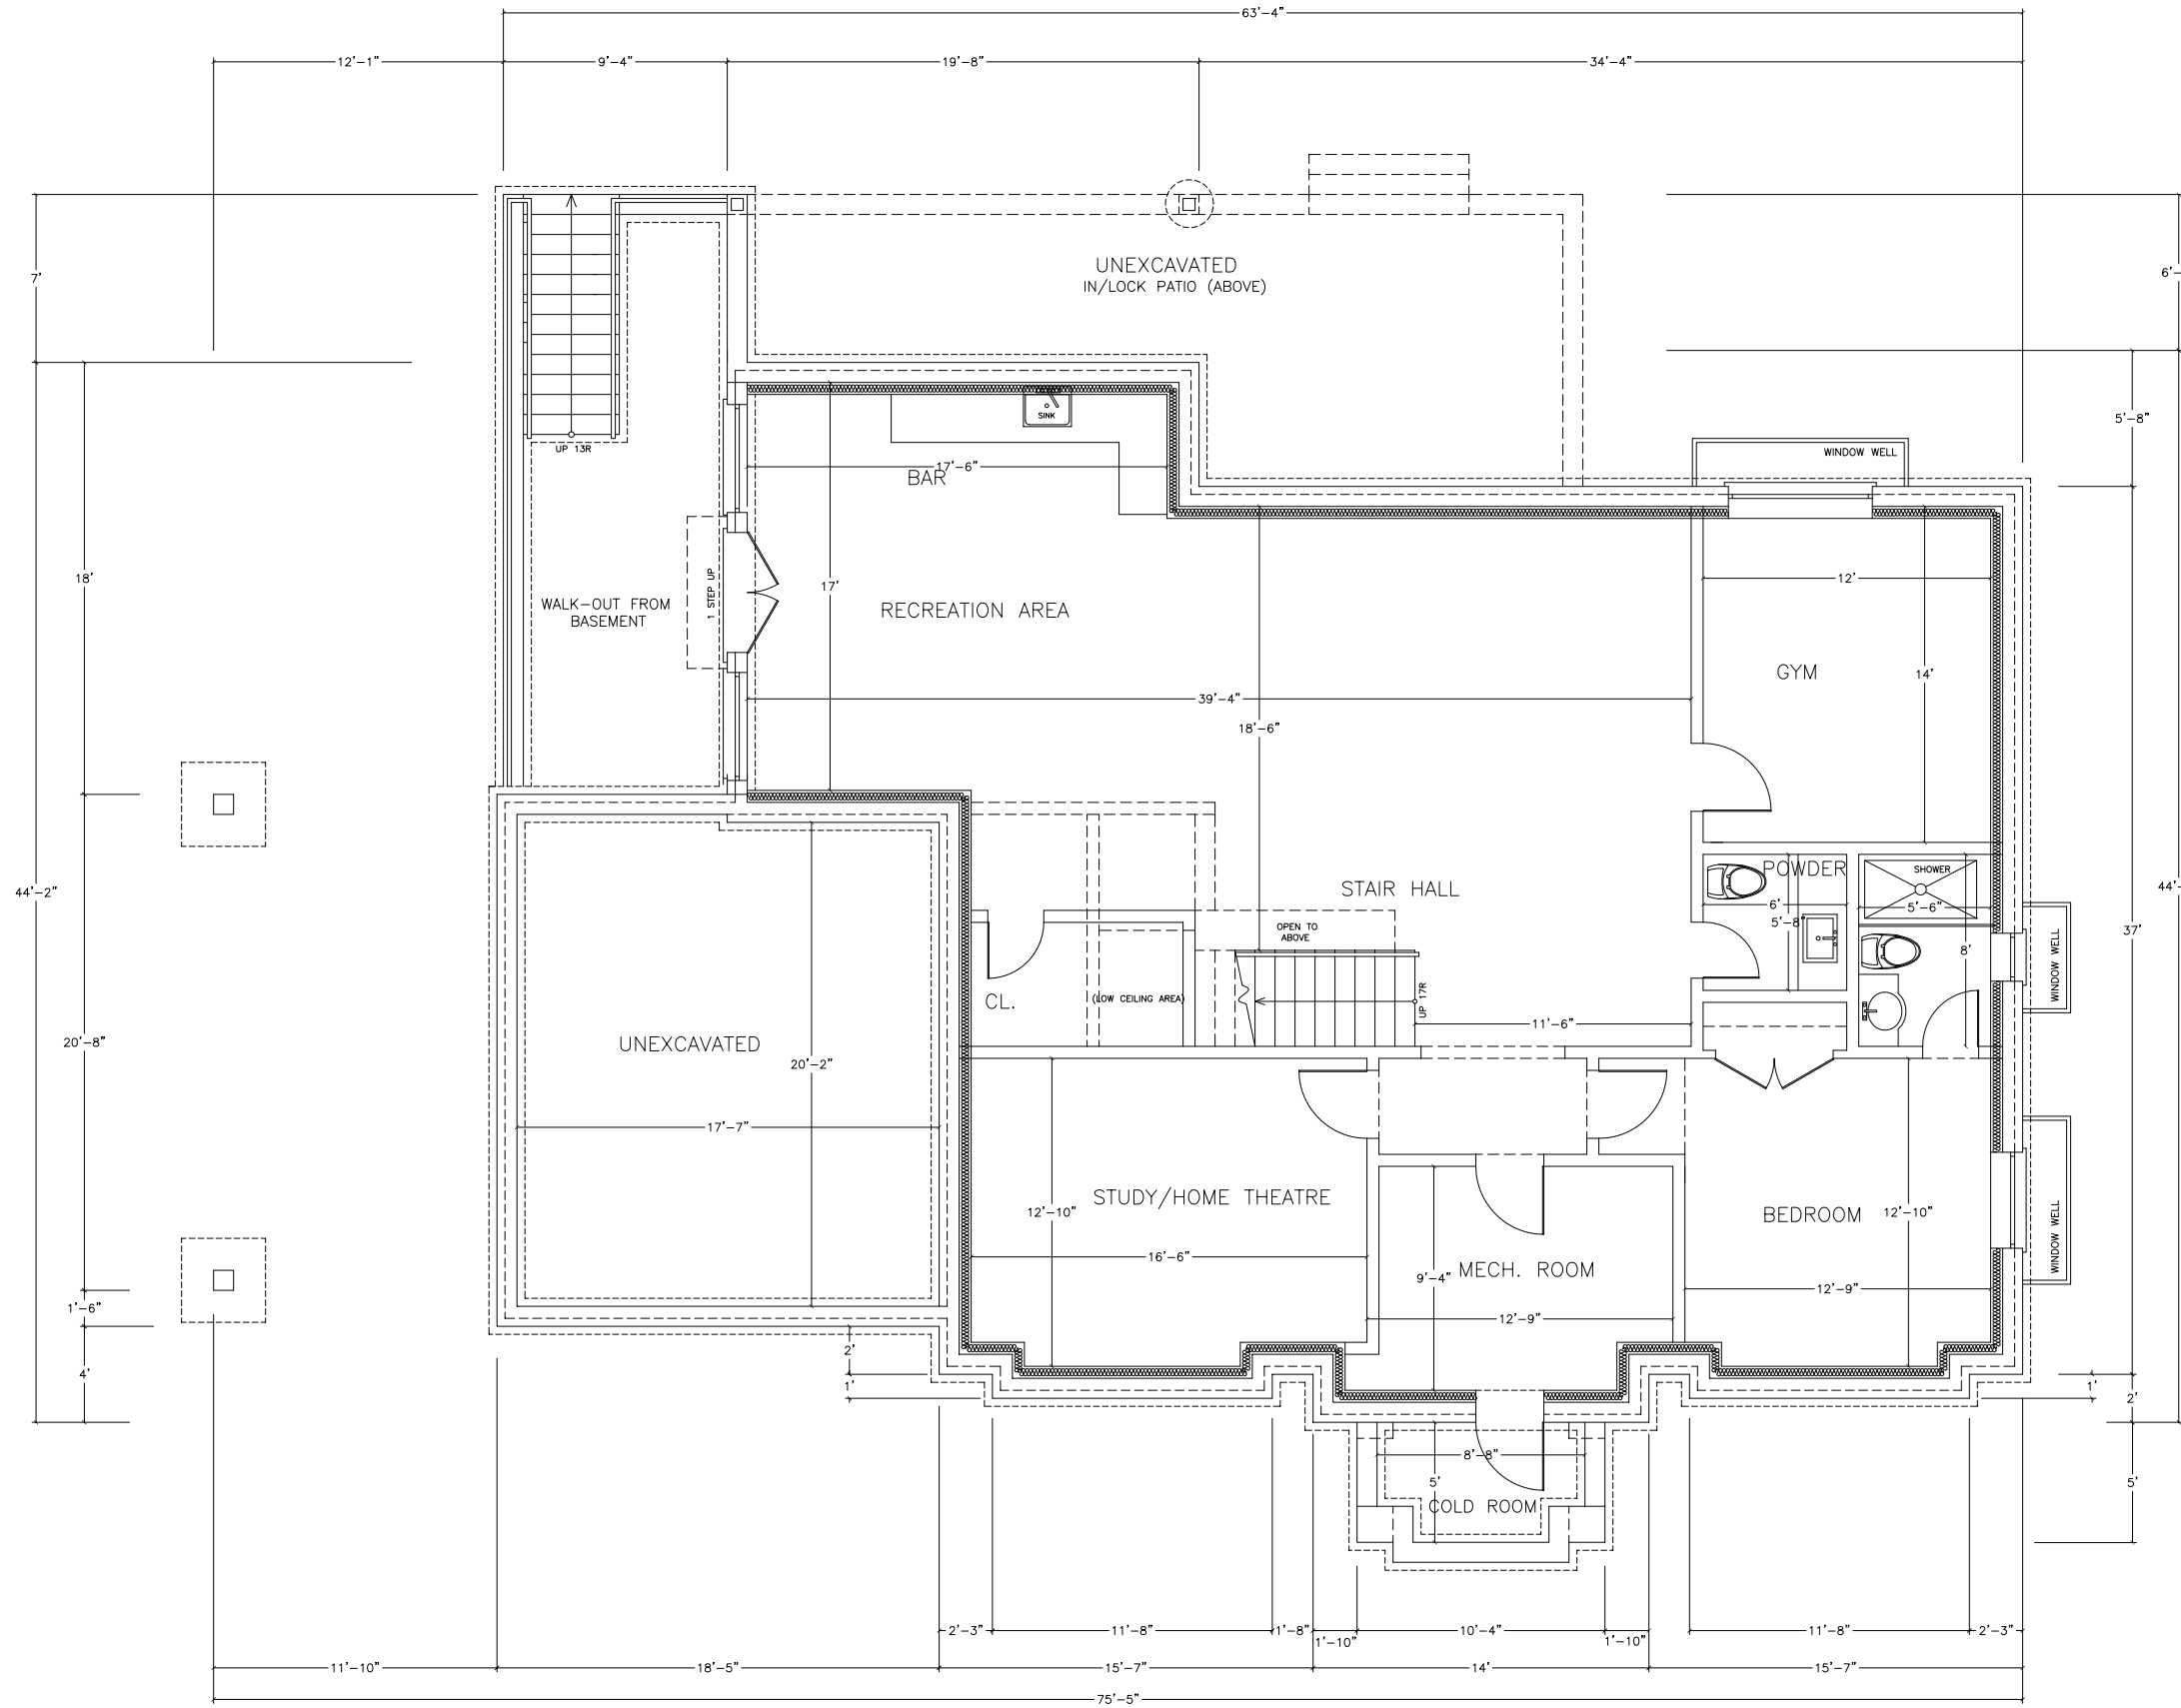 63'-4"
12'-1"
9'-4"
19'-8"
34'-4"
UNEXCAVATED
IN/LOCK PATIO (ABOVE)
7'
6'-
SINK
UP 13R
BAR
17'-6"
WINDOW WELL
5'-8"
18'
17'
1 STEP UP
WALK-OUT FROM
BASEMENT
RECREATION AREA
12'
GYM
14'
39'-4"
18'-6"
44'-2"
STAIR HALL
POWDER
SHOWER
6'
5'-8"
5'-6"
44'-
OPEN TO
ABOVE
8'
37'
WINDOW WELL
CL.
(LOW CEILING AREA)
UP 17R
11'-6"
20'-8"
UNEXCAVATED
20'-2"
17'-7"
STUDY/HOME THEATRE
12'-10"
16'-6"
BEDROOM
12'-10"
WINDOW WELL
MECH. ROOM
9'-4"
12'-9"
12'-9"
1'-6"
4'
2'
1'
1'
2'
8'-8"
5'
COLD ROOM
5'
2'-3"
11'-8"
1'-8"
1'-10"
10'-4"
1'-10"
11'-8"
2'-3"
11'-10"
18'-5"
15'-7"
14'
15'-7"
75'-5"